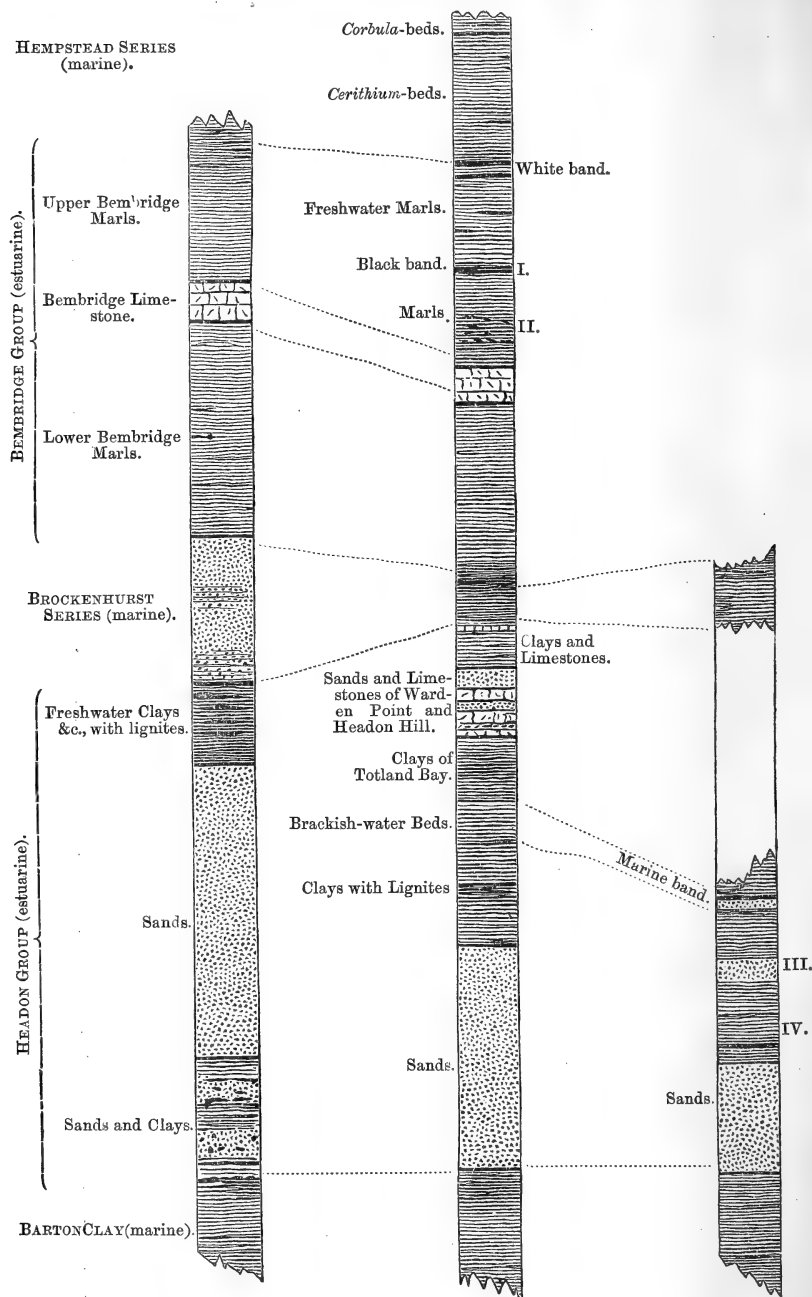 HEMPSTEAD SERIES
(marine).
Corbula-beds.
Cerithium-beds.
White band.
BEMBRIDGE GROUP (estuarine).
Upper Bembridge
Marls.
Freshwater Marls.
Black band.
I.
Bembridge Lime-
stone.
Marls
II.
Lower Bembridge
Marls.
BROCKENHURST
SERIES (marine).
Clays and
Limestones.
HEADON GROUP (estuarine).
Freshwater Clays
&c., with lignites.
Sands and Lime-
stones of Ward-
en Point and
Headon Hill.
Clays of
Totland Bay.
Brackish-water Beds.
Marine band.
Clays with Lignites
Sands.
III.
IV.
Sands.
Sands.
Sands and Clays.
BARTON CLAY (marine).